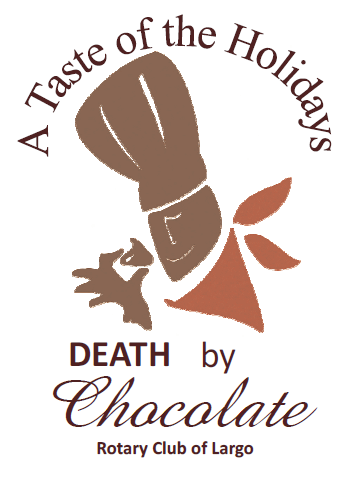 A Taste of the Holidays
DEATH by
Chocolate
Rotary Club of Largo